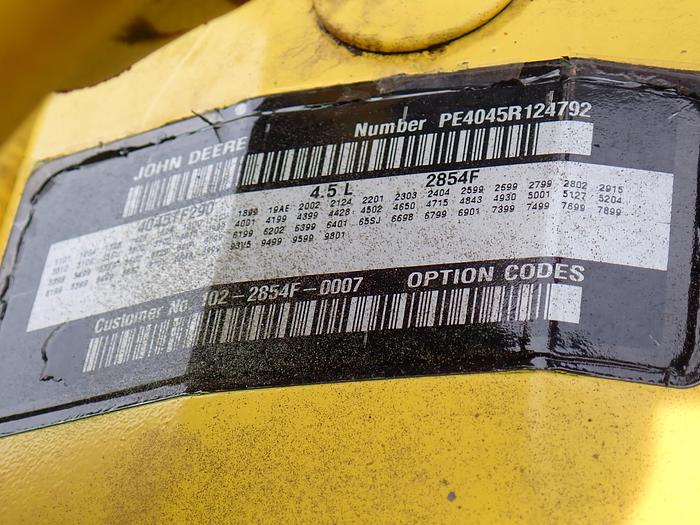 JOHN DEERE
Number PE4045R124792
4.5 L 2854F
1899 19AE 2002 2124 2201 2303 2404 2599 2699 2799 2802 2915
4001 4199 4399 4428 4502 4650 4715 4843 4930 5001 5127 5204
6199 6202 6399 6401 65SJ 6698 6799 6901 7399 7499 7699 7899
93V5 9499 9599 9801
Customer No. 02-2854F-0007 OPTION CODES